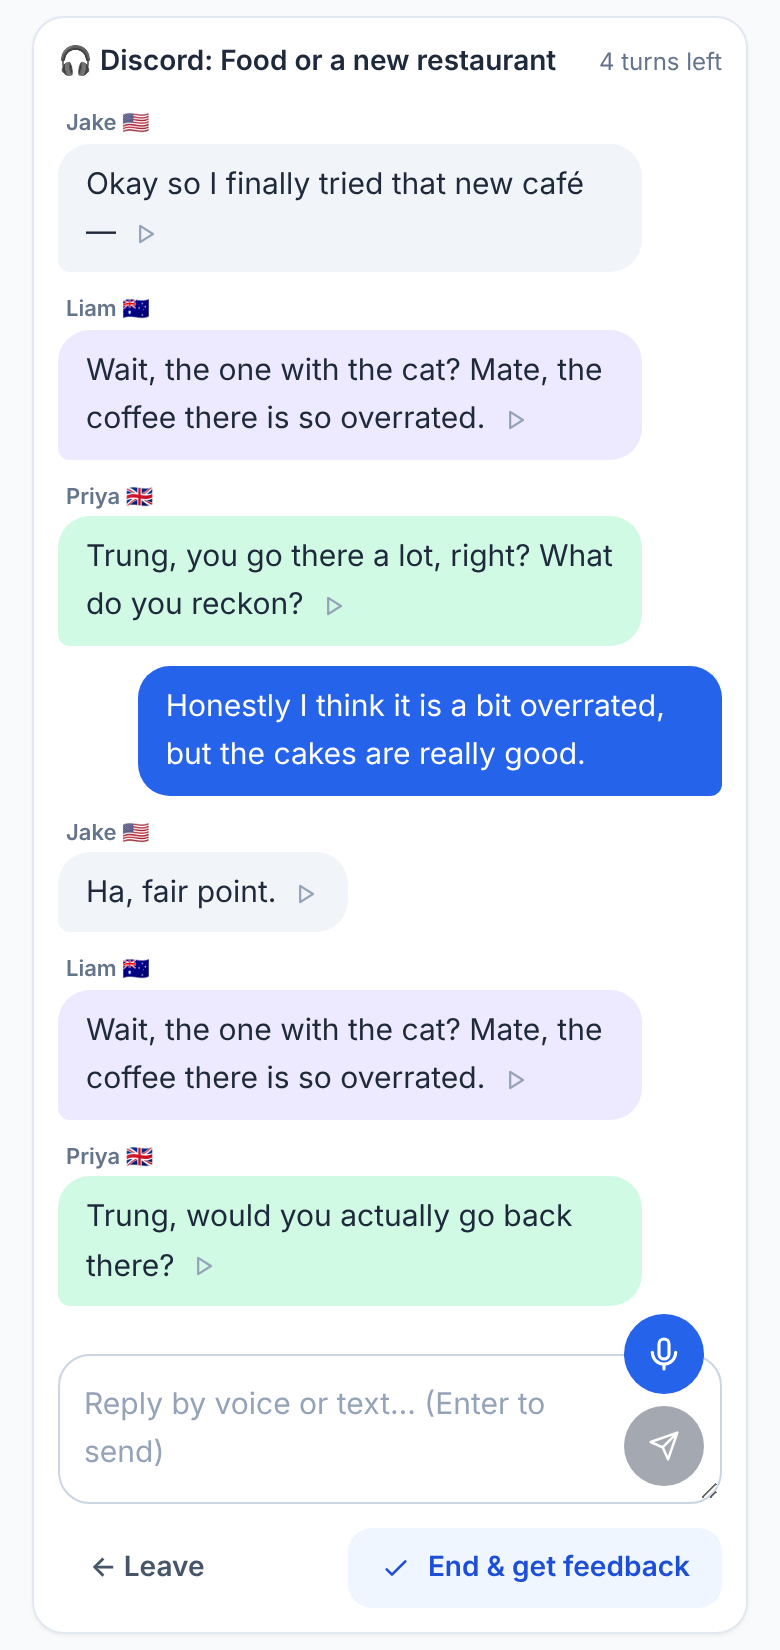 🎧 Discord: Food or a new restaurant 4 turns left
Jake 🇺🇸
Okay so I finally tried that new café
—
Liam 🇦🇺
Wait, the one with the cat? Mate, the
coffee there is so overrated.
Priya 🇬🇧
Trung, you go there a lot, right? What
do you reckon?
Honestly I think it is a bit overrated,
but the cakes are really good.
Jake 🇺🇸
Ha, fair point.
Liam 🇦🇺
Wait, the one with the cat? Mate, the
coffee there is so overrated.
Priya 🇬🇧
Trung, would you actually go back
there?
Reply by voice or text... (Enter to
send)
← Leave
✓ End & get feedback